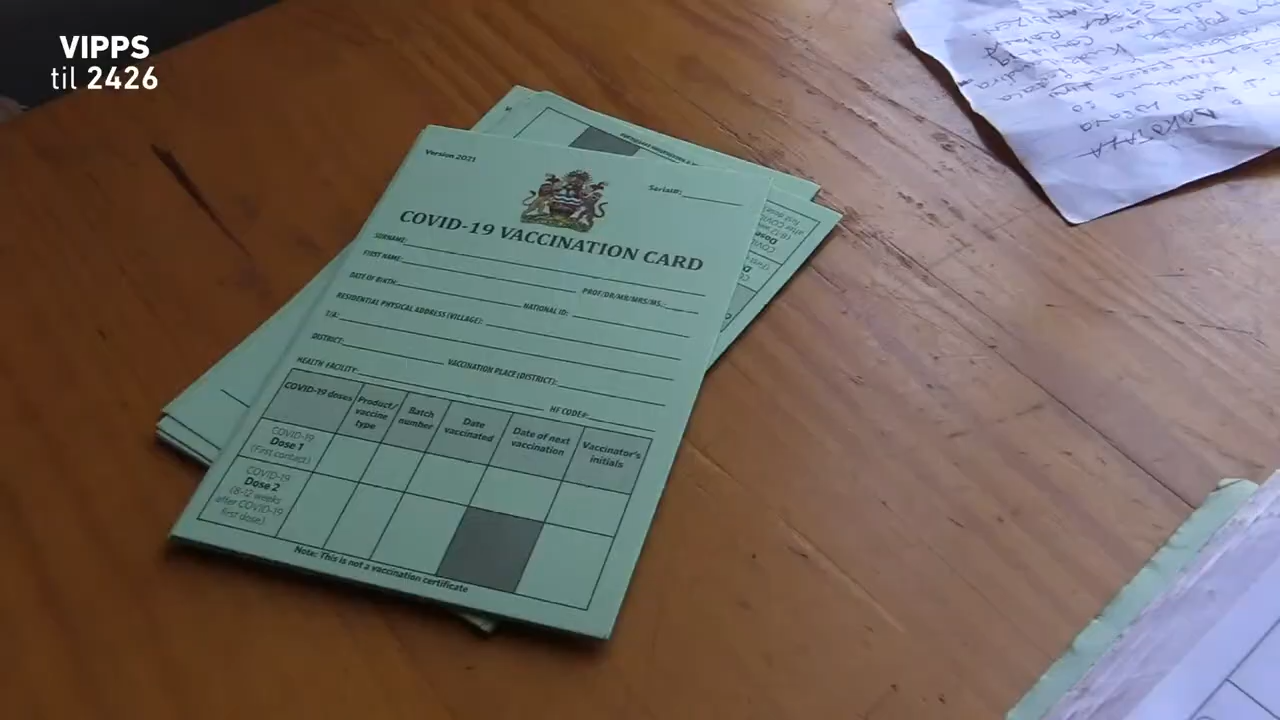 VIPPS
til 2426
Version 2021
Serial#:
COVID-19 VACCINATION CARD
SURNAME:
FIRST NAME: PROF/DR/MR/MRS/MS:
DATE OF BIRTH: NATIONAL ID:
RESIDENTIAL PHYSICAL ADDRESS (VILLAGE):
T/A:
DISTRICT: VACCINATION PLACE (DISTRICT):
HEALTH FACILITY: HF CODE#:
COVID-19 doses Product/ vaccine type Batch number Date vaccinated Date of next vaccination Vaccinator's initials
COVID-19
Dose 1
(First contact)
COVID-19
Dose 2
(8-12 weeks
after COVID-19
first dose)
Note: This is not a vaccination certificate